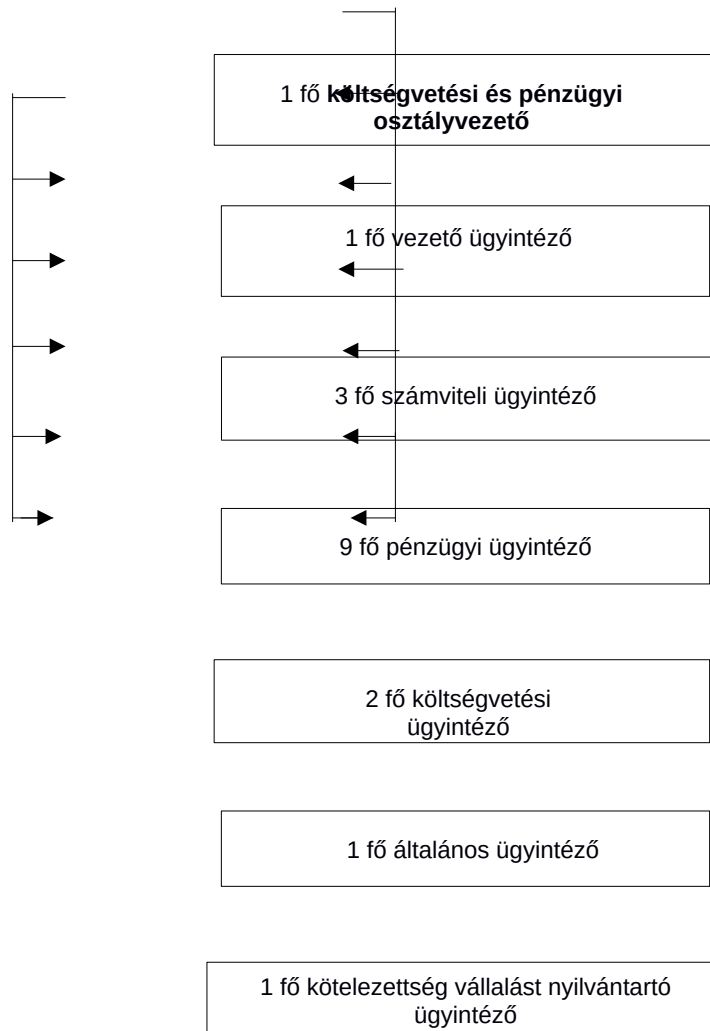 1 fő költségvetési és pénzügyi
osztályvezető
1 fő vezető ügyintéző
3 fő számviteli ügyintéző
9 fő pénzügyi ügyintéző
2 fő költségvetési
ügyintéző
1 fő általános ügyintéző
1 fő kötelezettség vállalást nyilvántartó
ügyintéző